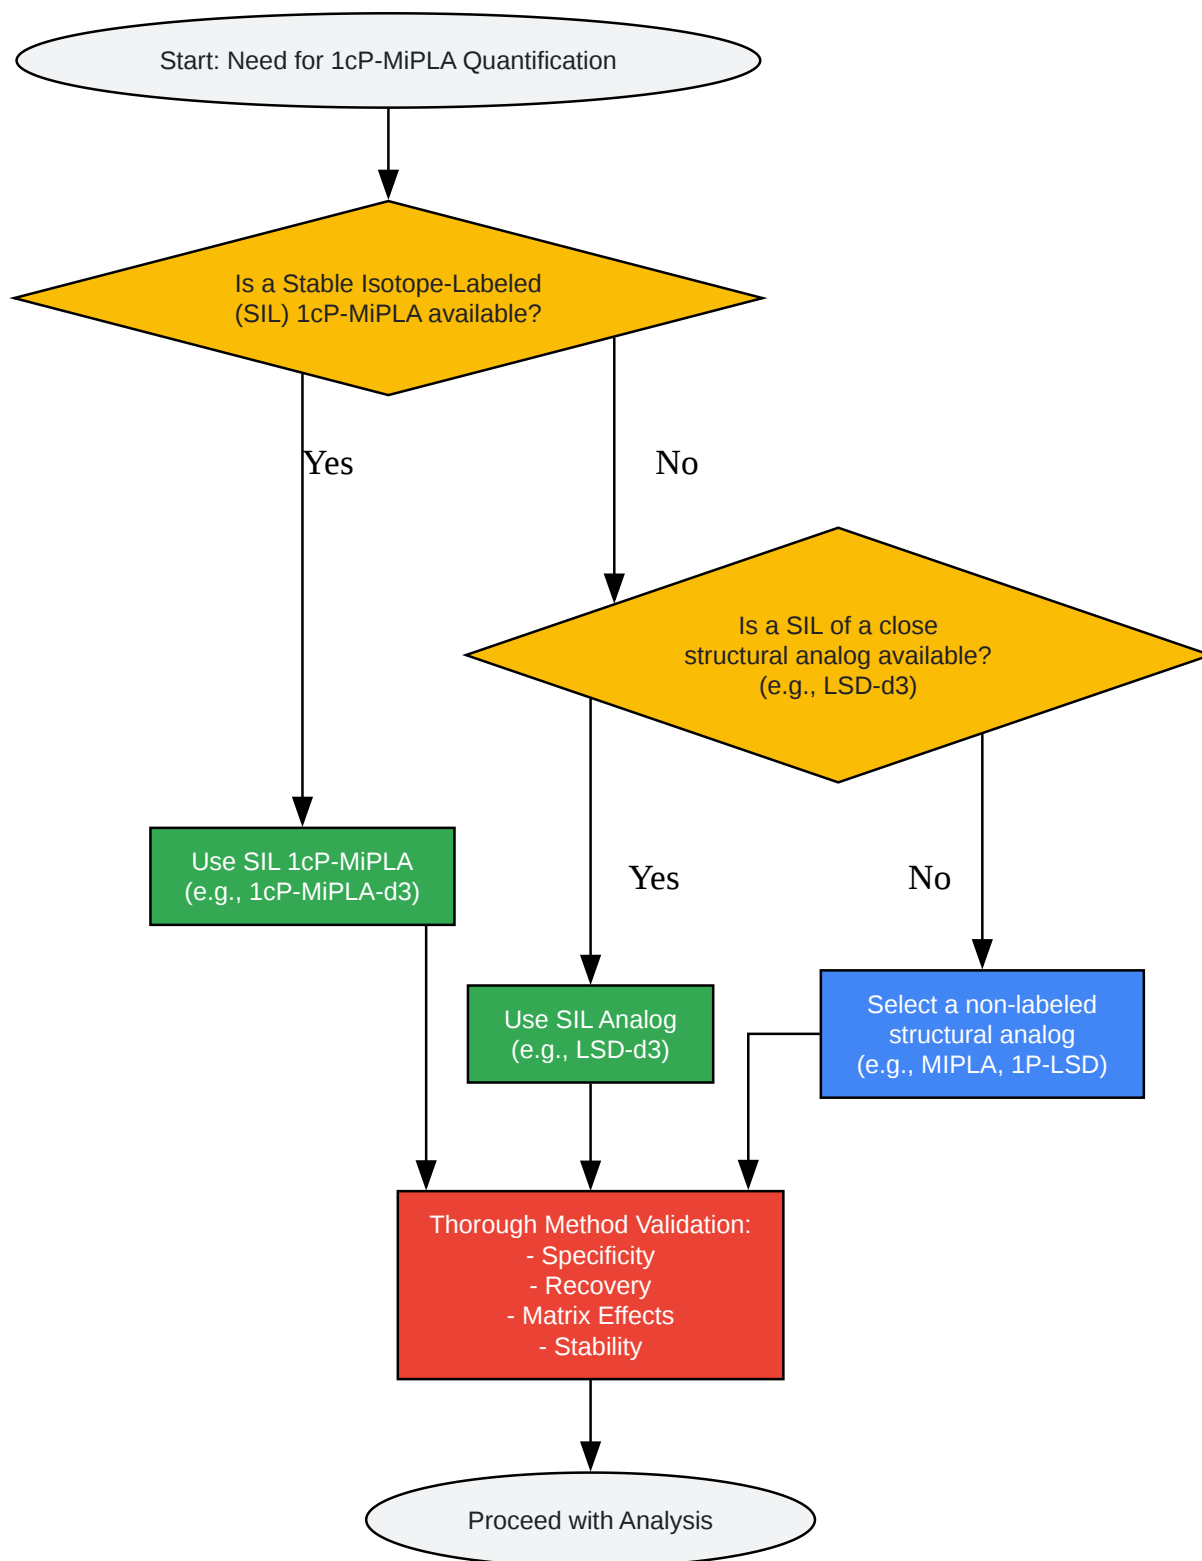 Start: Need for 1cP-MiPLA Quantification
Is a Stable Isotope-Labeled
(SIL) 1cP-MiPLA available?
Yes
No
Is a SIL of a close
structural analog available?
(e.g., LSD-d3)
Use SIL 1cP-MiPLA
(e.g., 1cP-MiPLA-d3)
Yes
No
Use SIL Analog
(e.g., LSD-d3)
Select a non-labeled
structural analog
(e.g., MIPLA, 1P-LSD)
Thorough Method Validation:
- Specificity
- Recovery
- Matrix Effects
- Stability
Proceed with Analysis